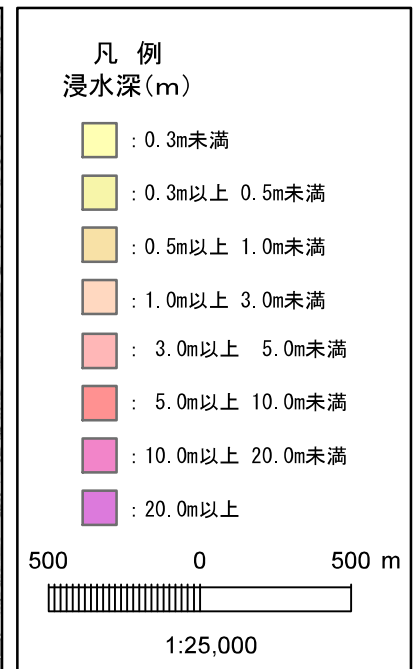 凡 例
浸水深(m)
: 0.3m未満
: 0.3m以上 0.5m未満
: 0.5m以上 1.0m未満
: 1.0m以上 3.0m未満
: 3.0m以上 5.0m未満
: 5.0m以上 10.0m未満
: 10.0m以上 20.0m未満
: 20.0m以上
500 0 500 m
1:25,000